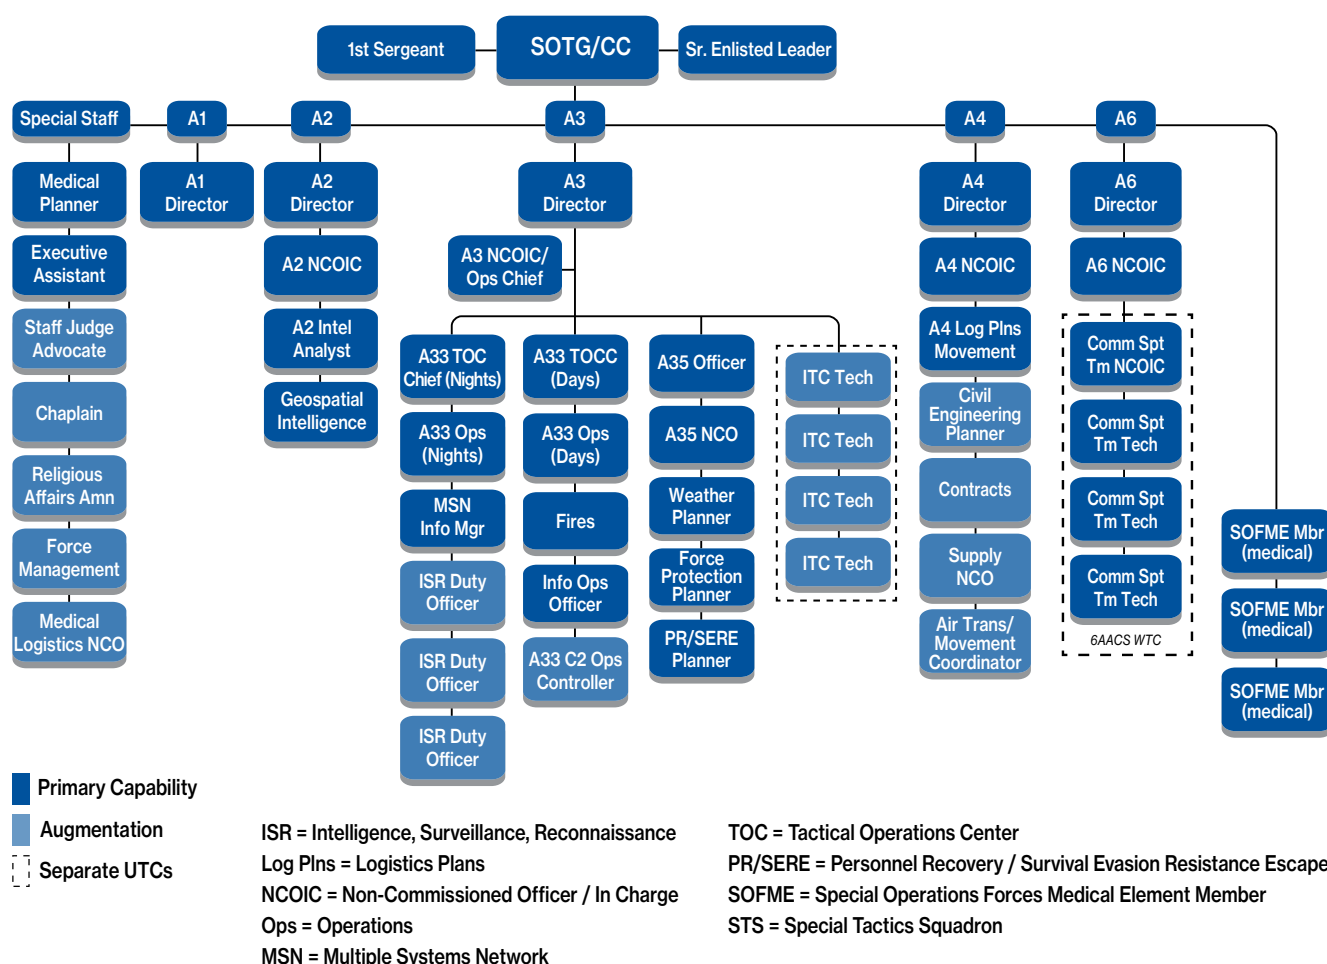 1st Sergeant
SOTG/CC
Sr. Enlisted Leader
Special Staff
A1
A2
A3
A4
A6
Medical
Planner
Executive
Assistant
Staff Judge
Advocate
Chaplain
Religious
Affairs Amn
Force
Management
Medical
Logistics NCO
A1
Director
A2
Director
A2 NCOIC
A2 Intel
Analyst
Geospatial
Intelligence
A3
Director
A3 NCOIC/
Ops Chief
A33 TOC
Chief (Nights)
A33 Ops
(Nights)
MSN
Info Mgr
ISR Duty
Officer
ISR Duty
Officer
ISR Duty
Officer
A33 TOCC
(Days)
A33 Ops
(Days)
Fires
Info Ops
Officer
A33 C2 Ops
Controller
A35 Officer
A35 NCO
Weather
Planner
Force
Protection
Planner
PR/SERE
Planner
ITC Tech
ITC Tech
ITC Tech
ITC Tech
A4
Director
A4 NCOIC
A4 Log Plns
Movement
Civil
Engineering
Planner
Contracts
Supply
NCO
Air Trans/
Movement
Coordinator
A6
Director
A6 NCOIC
Comm Spt
Tm NCOIC
Comm Spt
Tm Tech
Comm Spt
Tm Tech
Comm Spt
Tm Tech
6AACS WTC
SOFME Mbr
(medical)
SOFME Mbr
(medical)
SOFME Mbr
(medical)
Primary Capability
Augmentation
Separate UTCs
ISR = Intelligence, Surveillance, Reconnaissance
Log Plns = Logistics Plans
NCOIC = Non-Commissioned Officer / In Charge
Ops = Operations
MSN = Multiple Systems Network
TOC = Tactical Operations Center
PR/SERE = Personnel Recovery / Survival Evasion Resistance Escape
SOFME = Special Operations Forces Medical Element Member
STS = Special Tactics Squadron